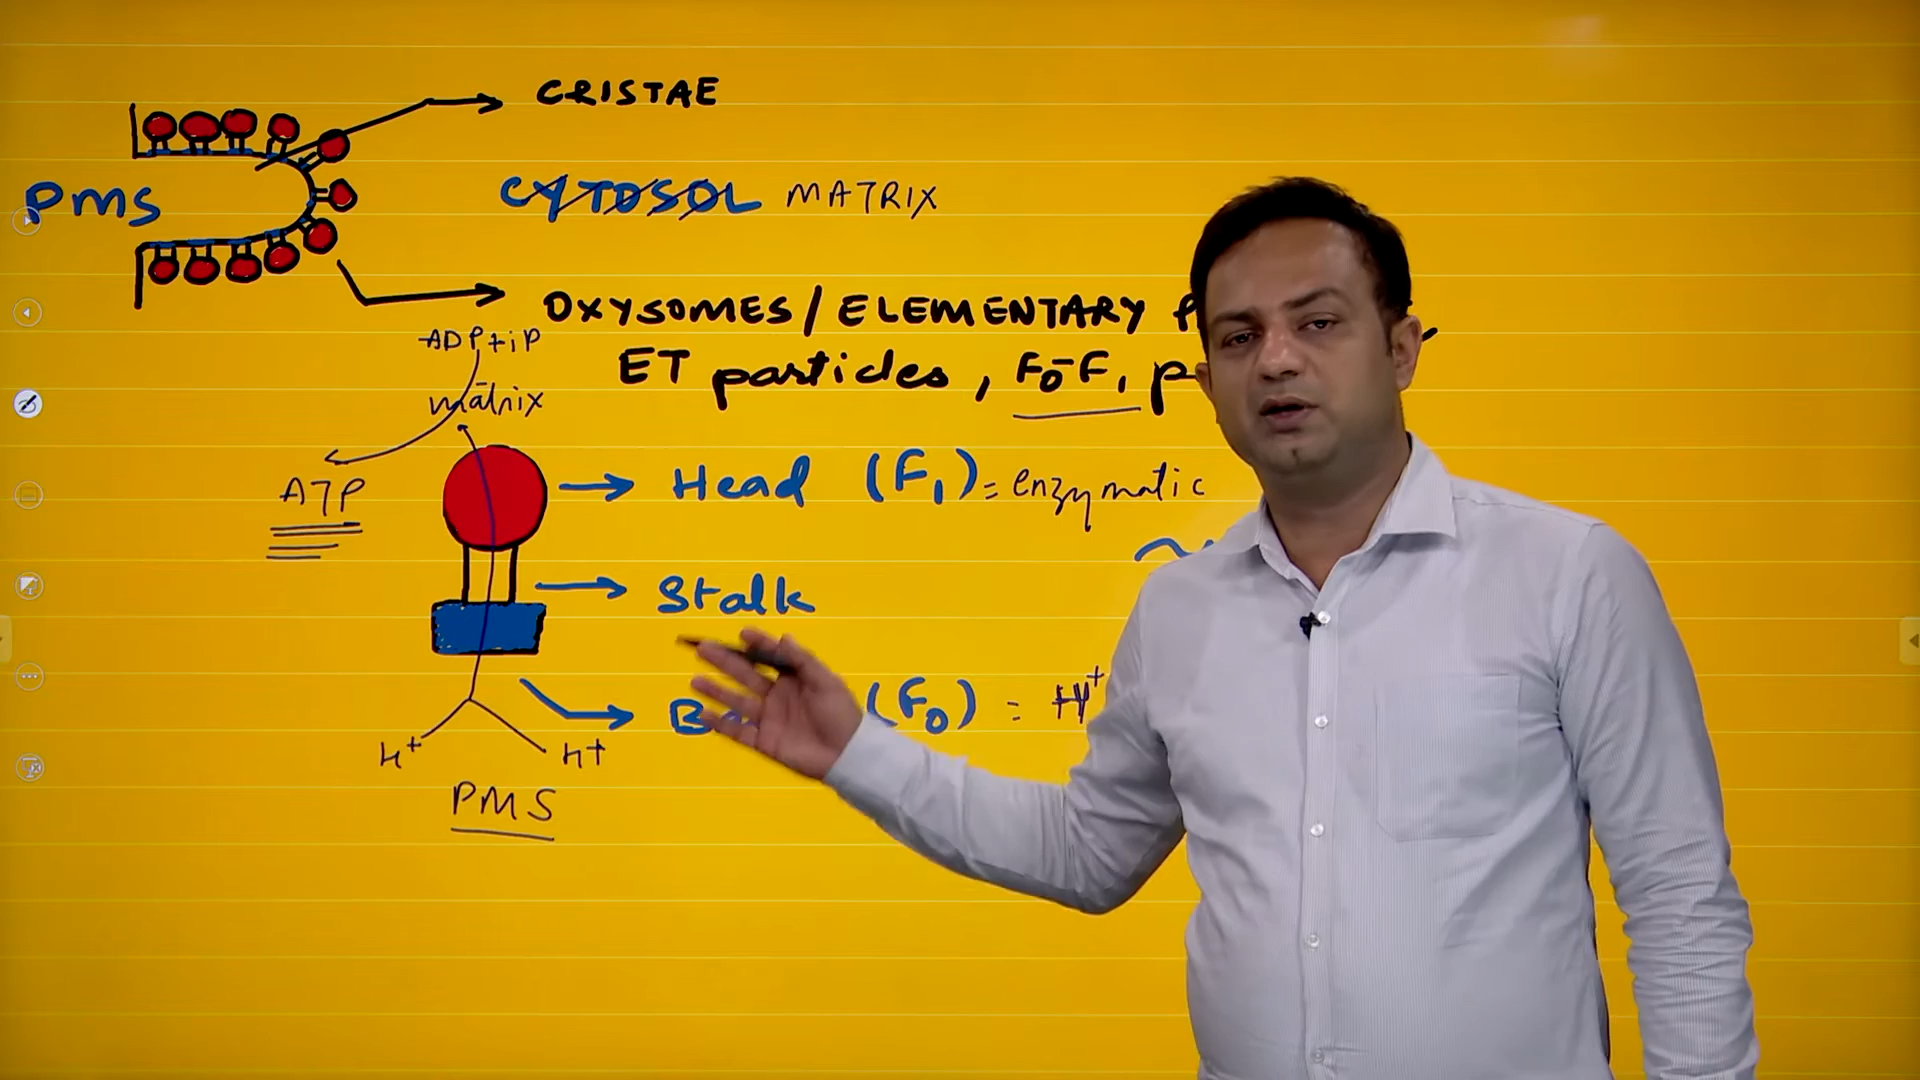 CRISTAE
PMS
CYTOSOL MATRIX
OXYSOMES / ELEMENTARY
ADP + iP
ET particles, F0-F1
matrix
Head (F1) = enzymatic
ATP
Stalk
(F0) = H+
H+ H+
PMS